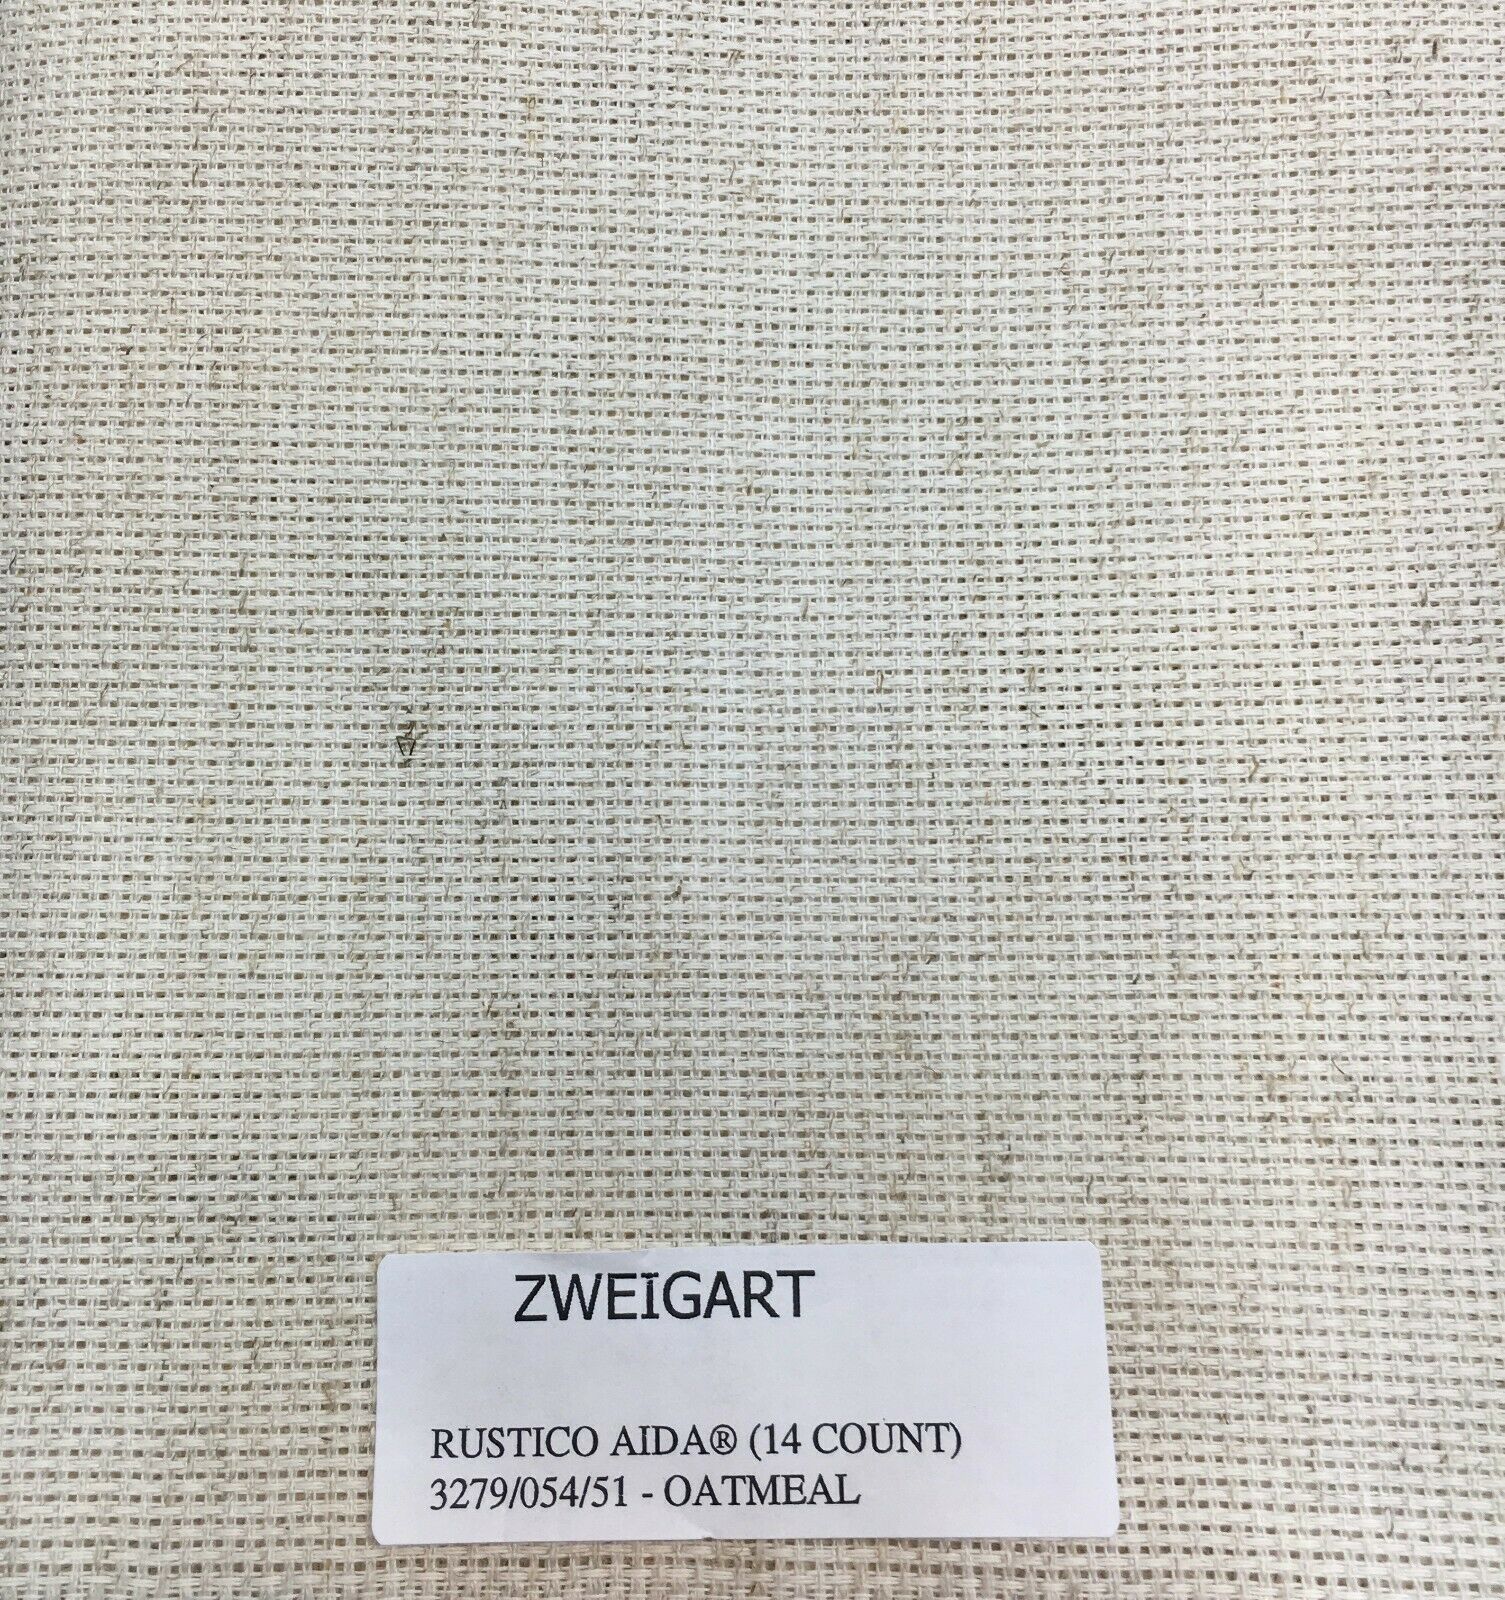 ZWEIGART
RUSTICO AIDA® (14 COUNT)
3279/054/51 - OATMEAL